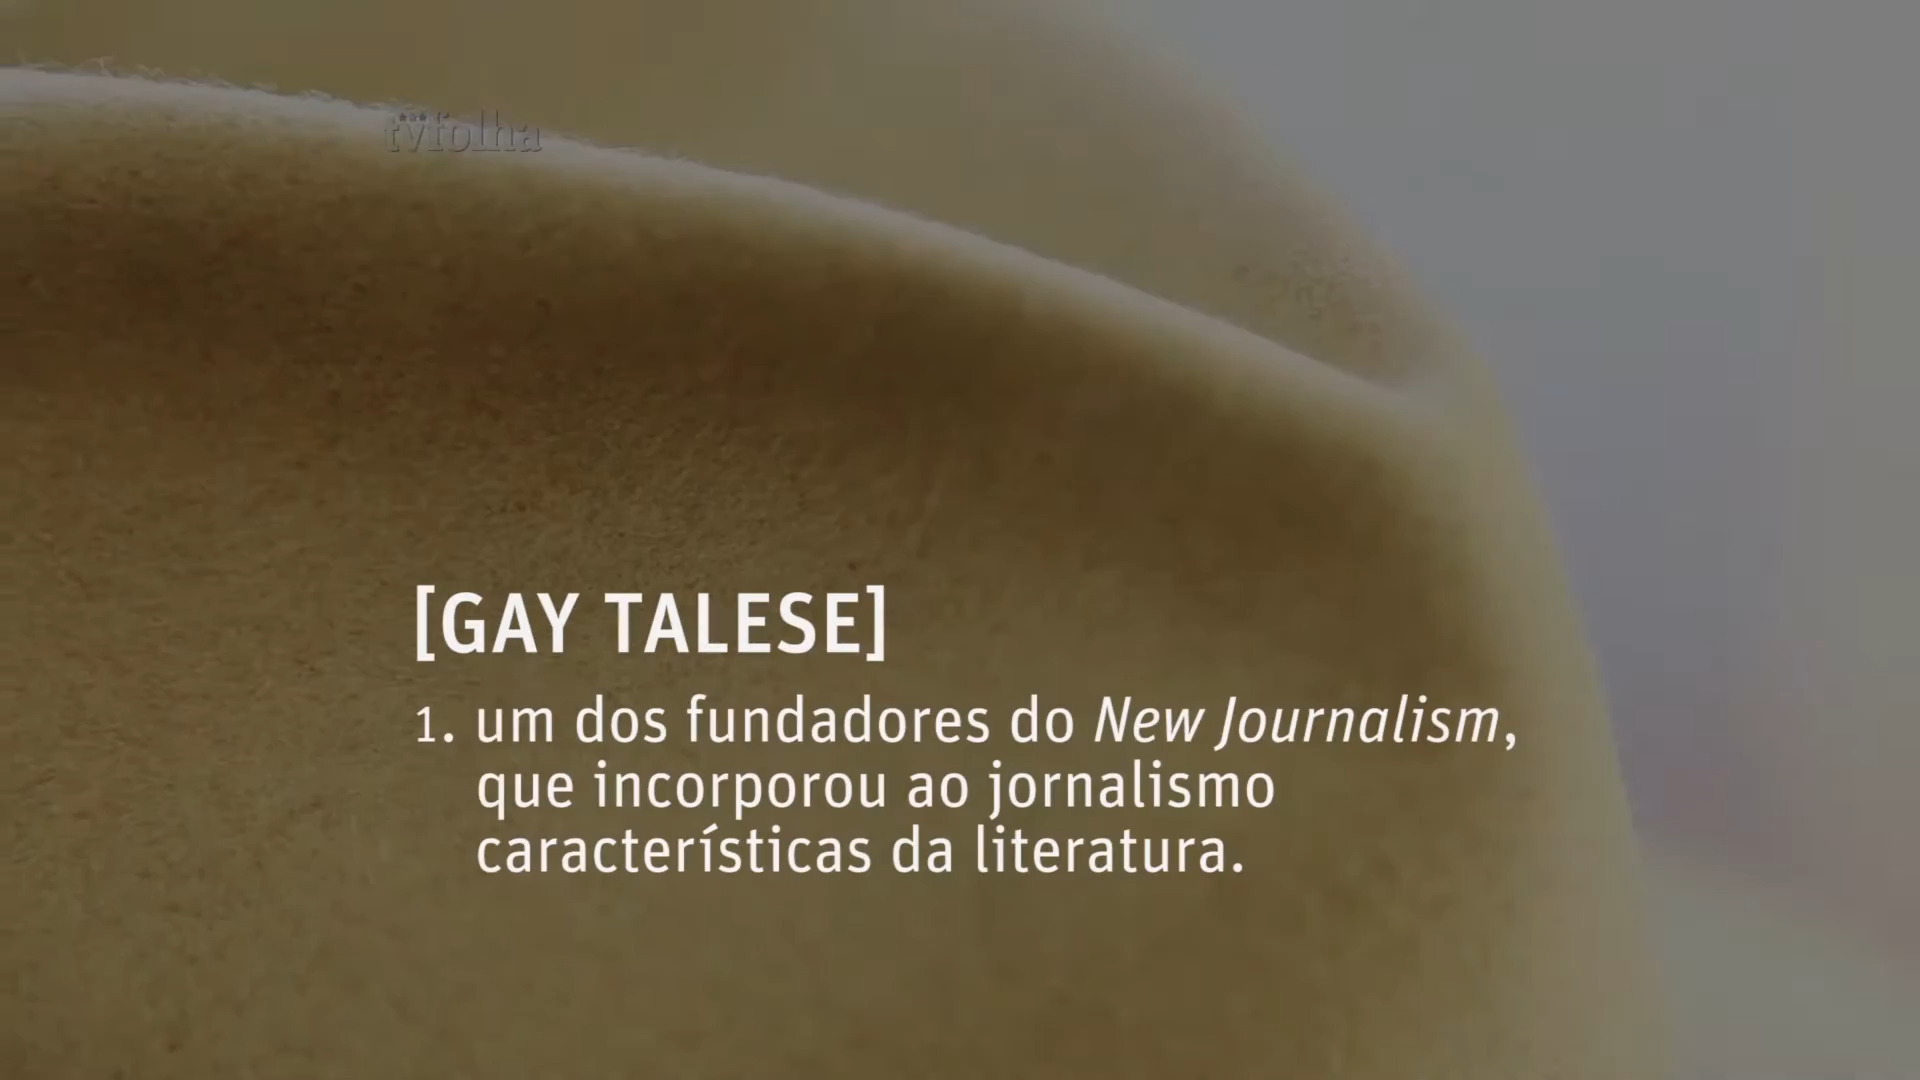 tvfolha
[GAY TALESE]
1. um dos fundadores do New Journalism,
que incorporou ao jornalismo
características da literatura.